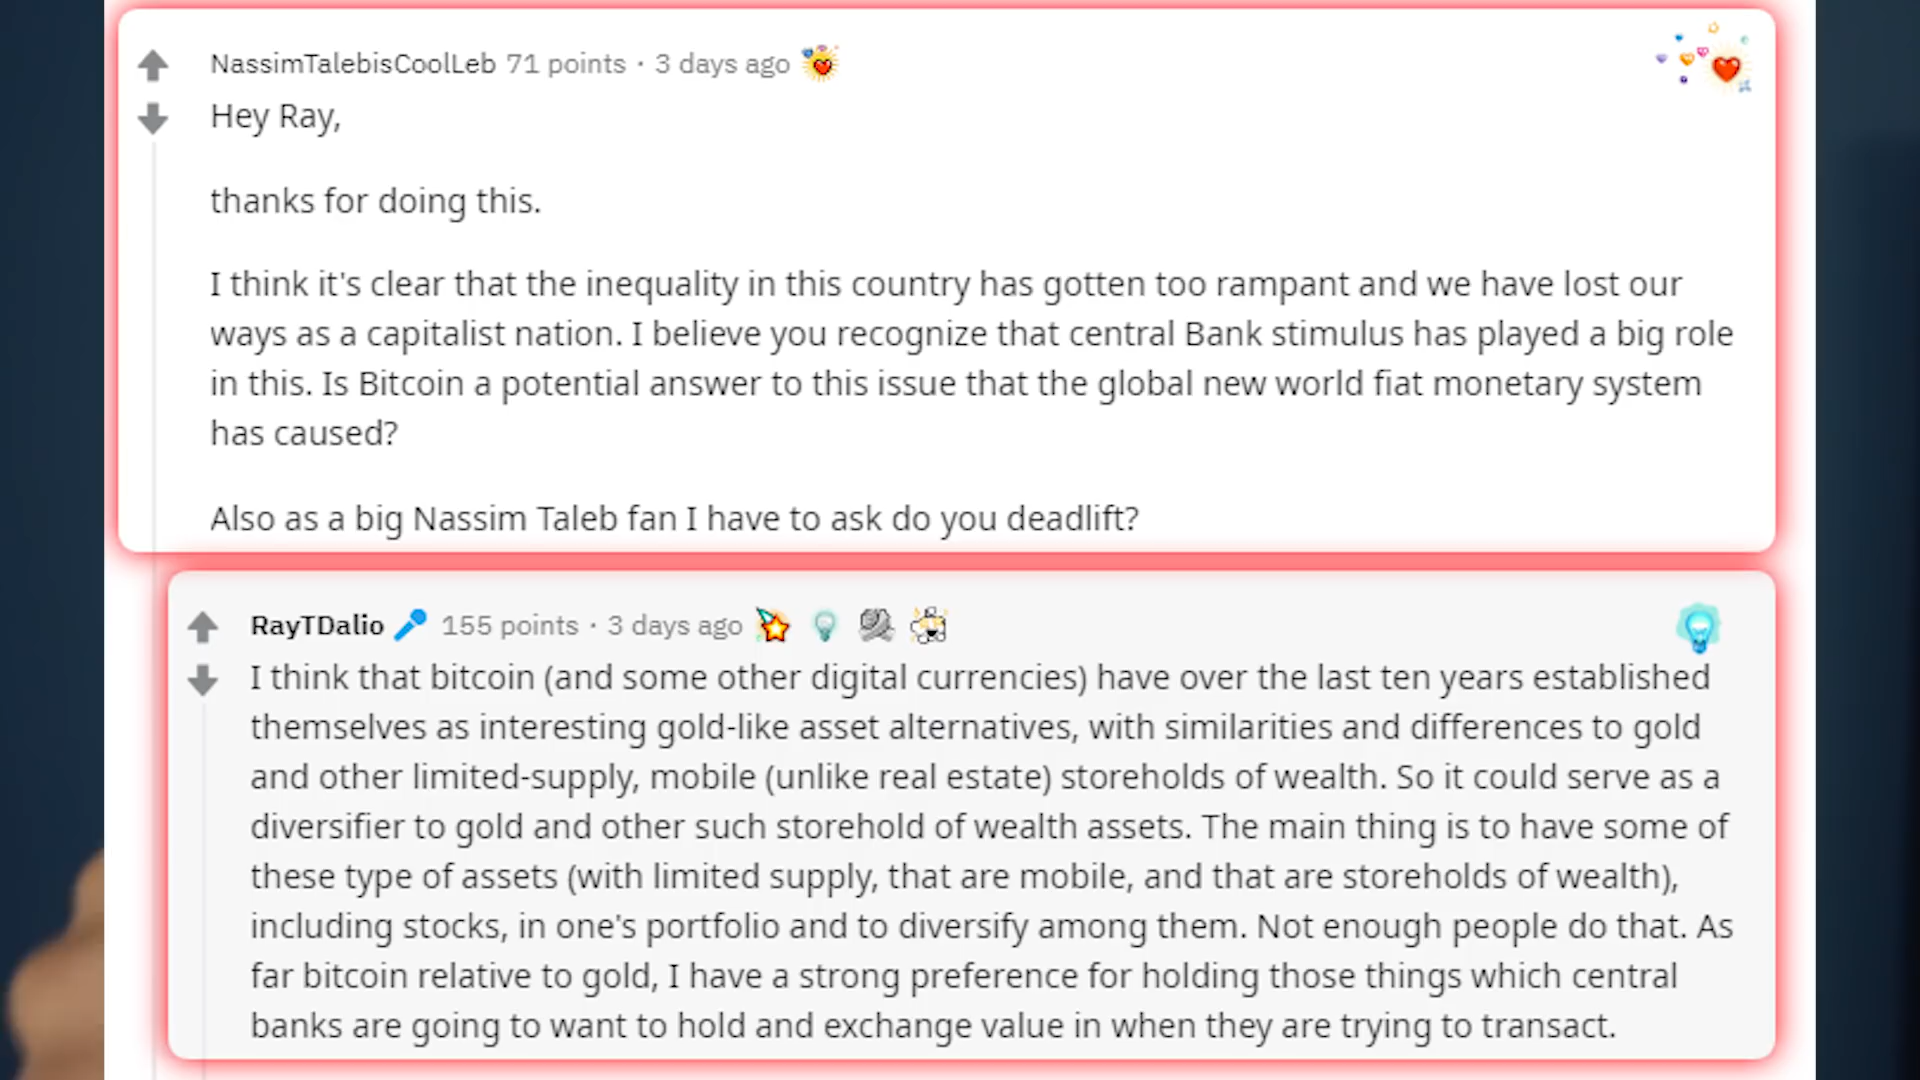 NassimTalebisCoolLeb 71 points · 3 days ago
Hey Ray,
thanks for doing this.
I think it's clear that the inequality in this country has gotten too rampant and we have lost our
ways as a capitalist nation. I believe you recognize that central Bank stimulus has played a big role
in this. Is Bitcoin a potential answer to this issue that the global new world fiat monetary system
has caused?
Also as a big Nassim Taleb fan I have to ask do you deadlift?
RayTDalio 155 points · 3 days ago
I think that bitcoin (and some other digital currencies) have over the last ten years established
themselves as interesting gold-like asset alternatives, with similarities and differences to gold
and other limited-supply, mobile (unlike real estate) storeholds of wealth. So it could serve as a
diversifier to gold and other such storehold of wealth assets. The main thing is to have some of
these type of assets (with limited supply, that are mobile, and that are storeholds of wealth),
including stocks, in one's portfolio and to diversify among them. Not enough people do that. As
far bitcoin relative to gold, I have a strong preference for holding those things which central
banks are going to want to hold and exchange value in when they are trying to transact.